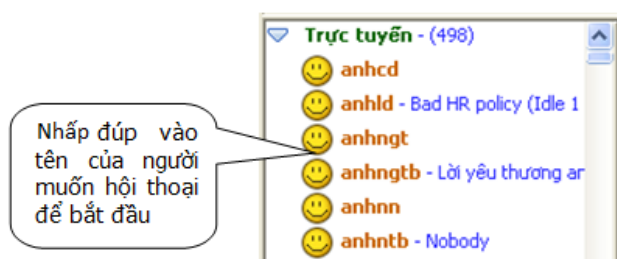 Trực tuyến - (498)
anhcd
anhld - Bad HR policy (Idle 1
anhngt
anhngtb - Lời yêu thương an
anhnn
anhntb - Nobody
Nhấp đúp vào
tên của người
muốn hội thoại
để bắt đầu